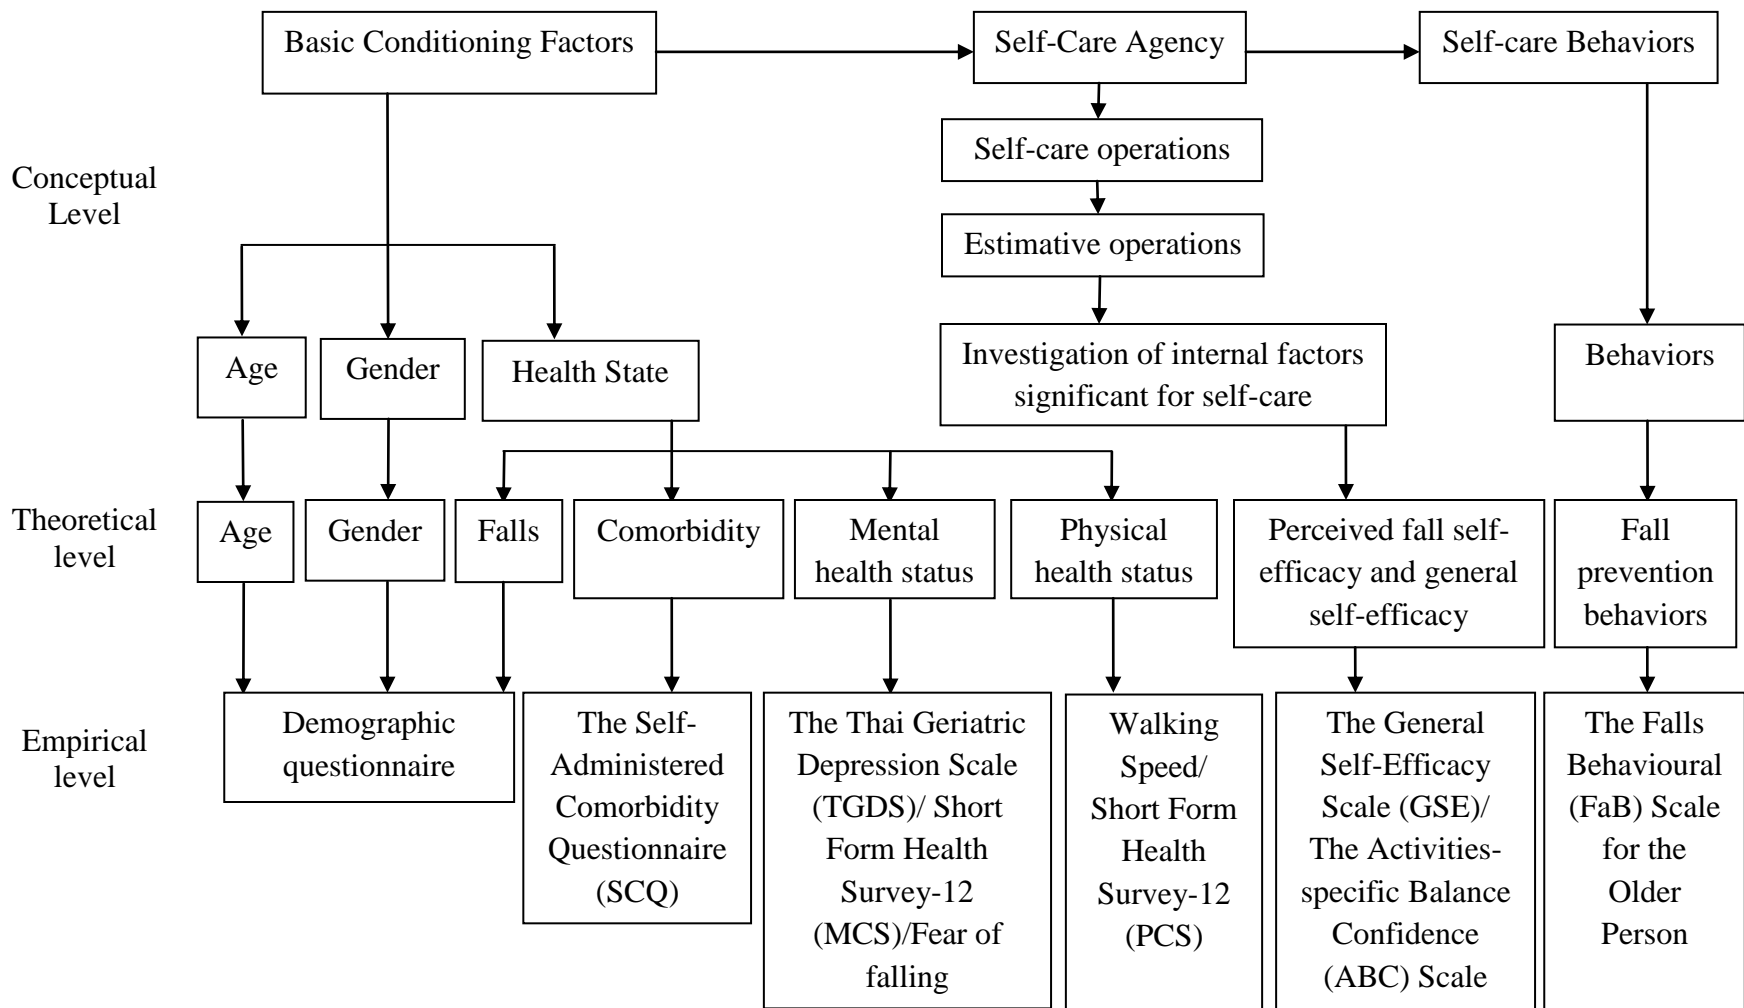 Basic Conditioning Factors
Self-Care Agency
Self-care Behaviors
Self-care operations
Conceptual
Level
Estimative operations
Age
Gender
Health State
Investigation of internal factors
significant for self-care
Behaviors
Theoretical
level
Age
Gender
Falls
Comorbidity
Mental
health status
Physical
health status
Perceived fall self-
efficacy and general
self-efficacy
Fall
prevention
behaviors
Empirical
level
Demographic
questionnaire
The Self-
Administered
Comorbidity
Questionnaire
(SCQ)
The Thai Geriatric
Depression Scale
(TGDS)/ Short
Form Health
Survey-12
(MCS)/Fear of
falling
Walking
Speed/
Short Form
Health
Survey-12
(PCS)
The General
Self-Efficacy
Scale (GSE)/
The Activities-
specific Balance
Confidence
(ABC) Scale
The Falls
Behavioural
(FaB) Scale
for the
Older
Person